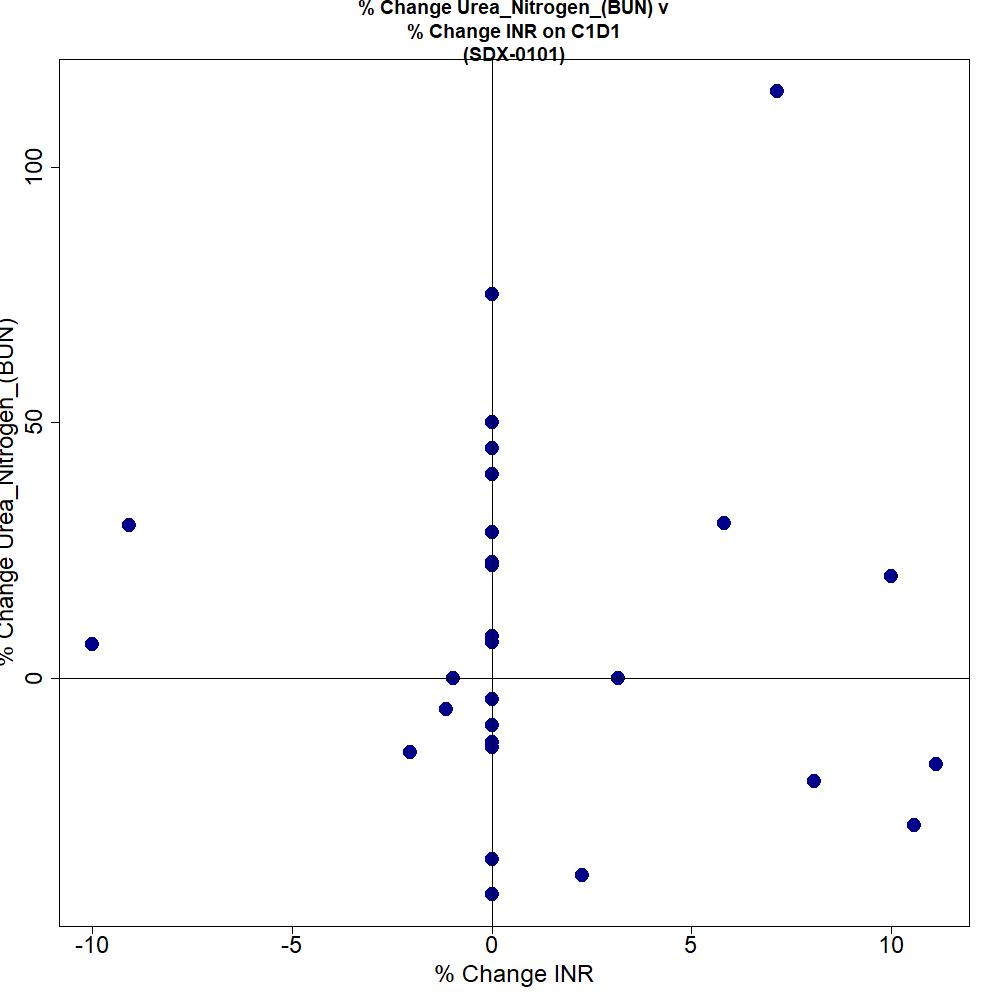 % Change Urea_Nitrogen_(BUN) v
% Change INR on C1D1
(SDX-0101)
% Change Urea_Nitrogen_(BUN)
100
50
0
-10
-5
0
5
10
% Change INR